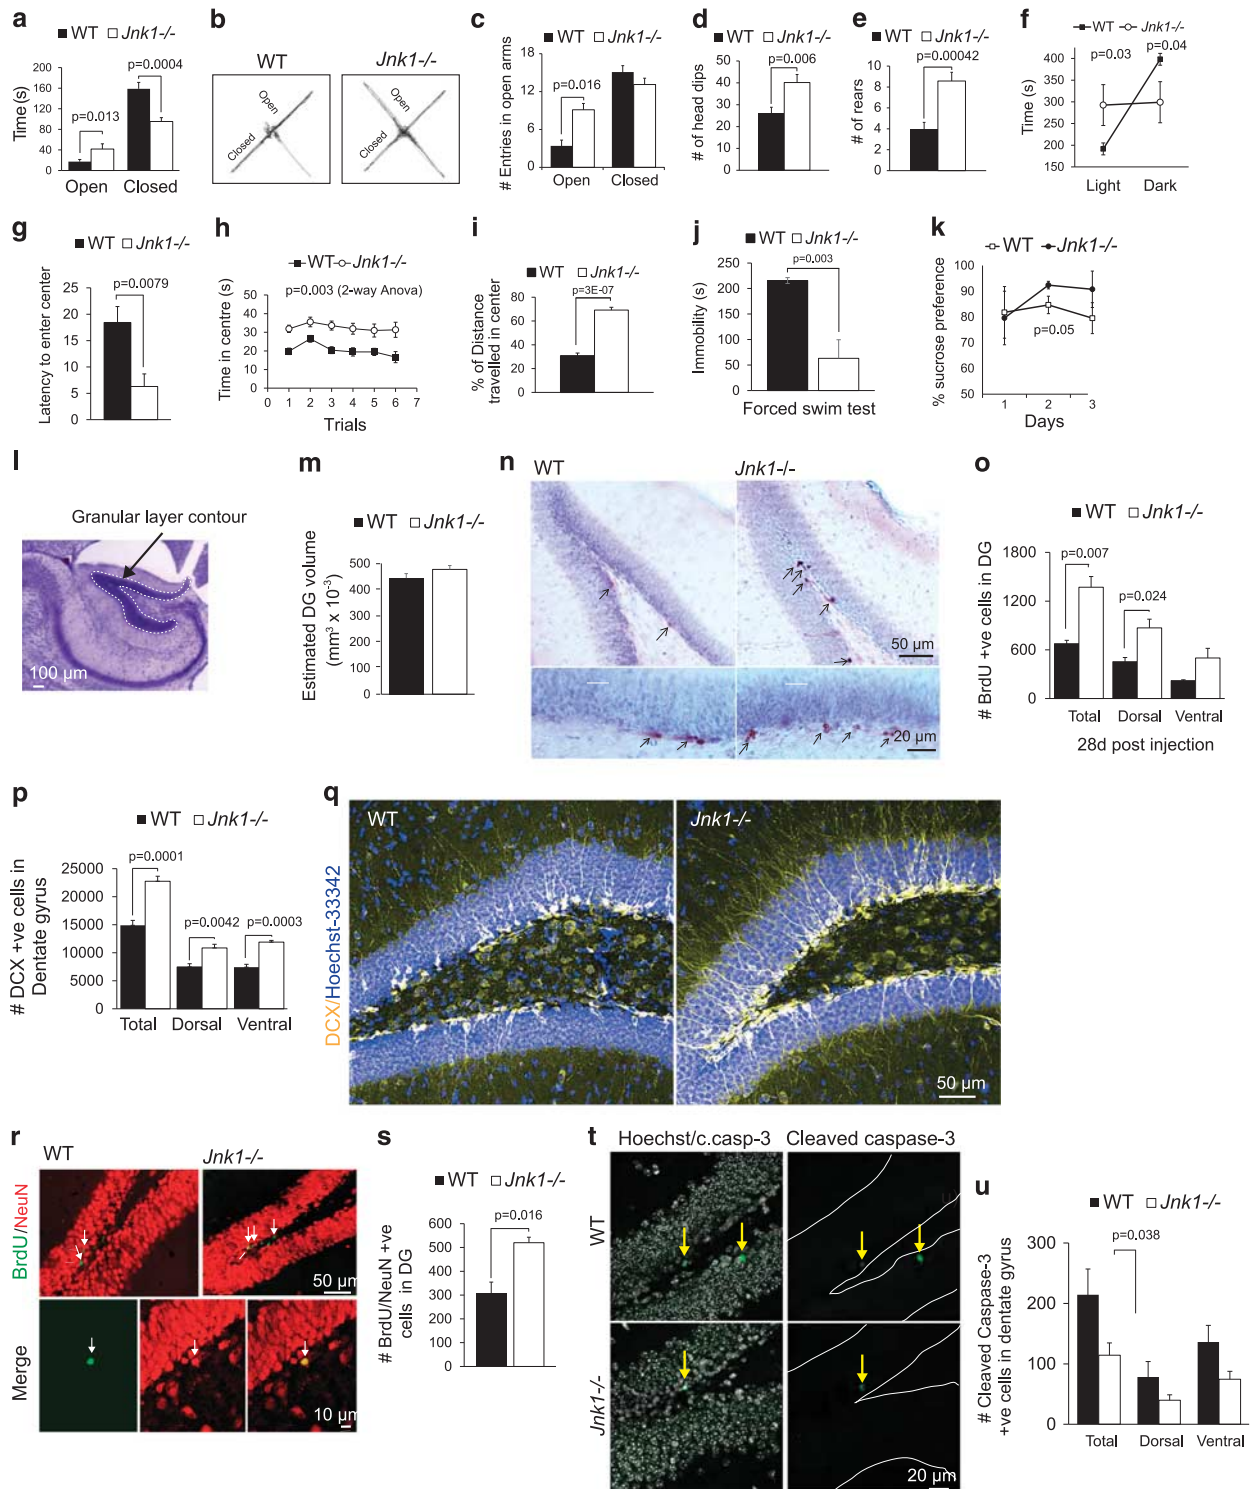 a
WT Jnk1-/-
p=0.0004
p=0.013
Time (s)
200
160
120
80
40
0
Open Closed
b
WT Jnk1-/-
Open
Closed
Open
Closed
c
WT Jnk1-/-
p=0.016
# Entries in open arms
18
15
12
9
6
3
0
Open Closed
d
WT Jnk1-/-
p=0.006
# of head dips
50
40
30
20
10
0
e
WT Jnk1-/-
p=0.00042
# of rears
10
8
6
4
2
0
f
WT Jnk1-/-
p=0.03
p=0.04
Time (s)
400
350
300
250
200
150
Light Dark
g
WT Jnk1-/-
p=0.0079
Latency to enter center
25
20
15
10
5
0
h
WT Jnk1-/-
p=0.003 (2-way Anova)
Time in centre (s)
50
40
30
20
10
0
0 1 2 3 4 5 6 7
Trials
i
WT Jnk1-/-
p=3E-07
% of Distance
travelled in center
80
60
40
20
0
j
WT Jnk1-/-
p=0.003
Immobility (s)
250
200
150
100
50
0
Forced swim test
k
WT Jnk1-/-
p=0.05
% sucrose preference
100
90
80
70
60
50
1 2 3
Days
l
Granular layer contour
100 µm
m
WT Jnk1-/-
Estimated DG volume
(mm³ x 10⁻³)
500
400
300
200
100
0
n
WT Jnk1-/-
50 µm
20 µm
o
WT Jnk1-/-
p=0.007
p=0.024
# BrdU +ve cells in DG
1800
1200
600
0
Total Dorsal Ventral
28d post injection
p
WT Jnk1-/-
p=0.0001
p=0.0042
p=0.0003
# DCX +ve cells in
Dentate gyrus
25000
20000
15000
10000
5000
0
Total Dorsal Ventral
q
WT Jnk1-/-
DCX/Hoechst-33342
50 µm
r
WT Jnk1-/-
BrdU/NeuN
50 µm
Merge
10 µm
s
WT Jnk1-/-
p=0.016
# BrdU/NeuN +ve
cells in DG
600
500
400
300
200
100
0
t
Hoechst/c.casp-3 Cleaved caspase-3
WT
Jnk1-/-
20 µm
u
WT Jnk1-/-
p=0.038
# Cleaved Caspase-3
+ve cells in dentate gyrus
300
200
100
0
Total Dorsal Ventral